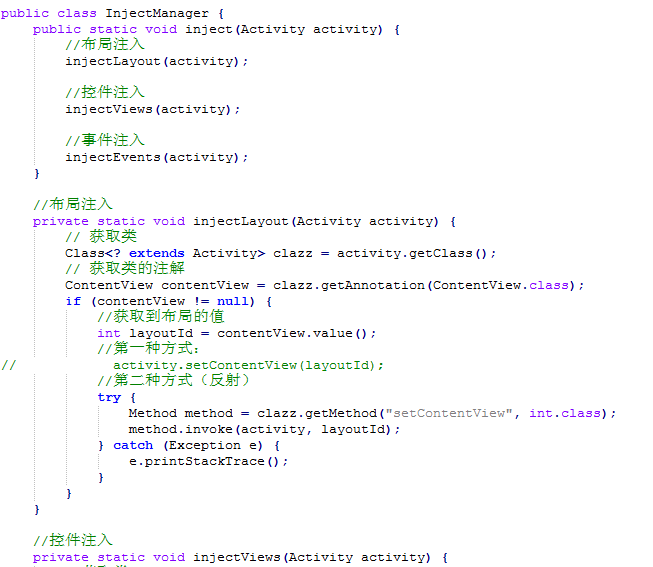 public class InjectManager {
    public static void inject(Activity activity) {
        //布局注入
        injectLayout(activity);

        //控件注入
        injectViews(activity);

        //事件注入
        injectEvents(activity);
    }

    //布局注入
    private static void injectLayout(Activity activity) {
        // 获取类
        Class<? extends Activity> clazz = activity.getClass();
        // 获取类的注解
        ContentView contentView = clazz.getAnnotation(ContentView.class);
        if (contentView != null) {
            //获取到布局的值
            int layoutId = contentView.value();
            //第一种方式：
//            activity.setContentView(layoutId);
            //第二种方式（反射）
            try {
                Method method = clazz.getMethod("setContentView", int.class);
                method.invoke(activity, layoutId);
            } catch (Exception e) {
                e.printStackTrace();
            }
        }
    }

    //控件注入
    private static void injectViews(Activity activity) {